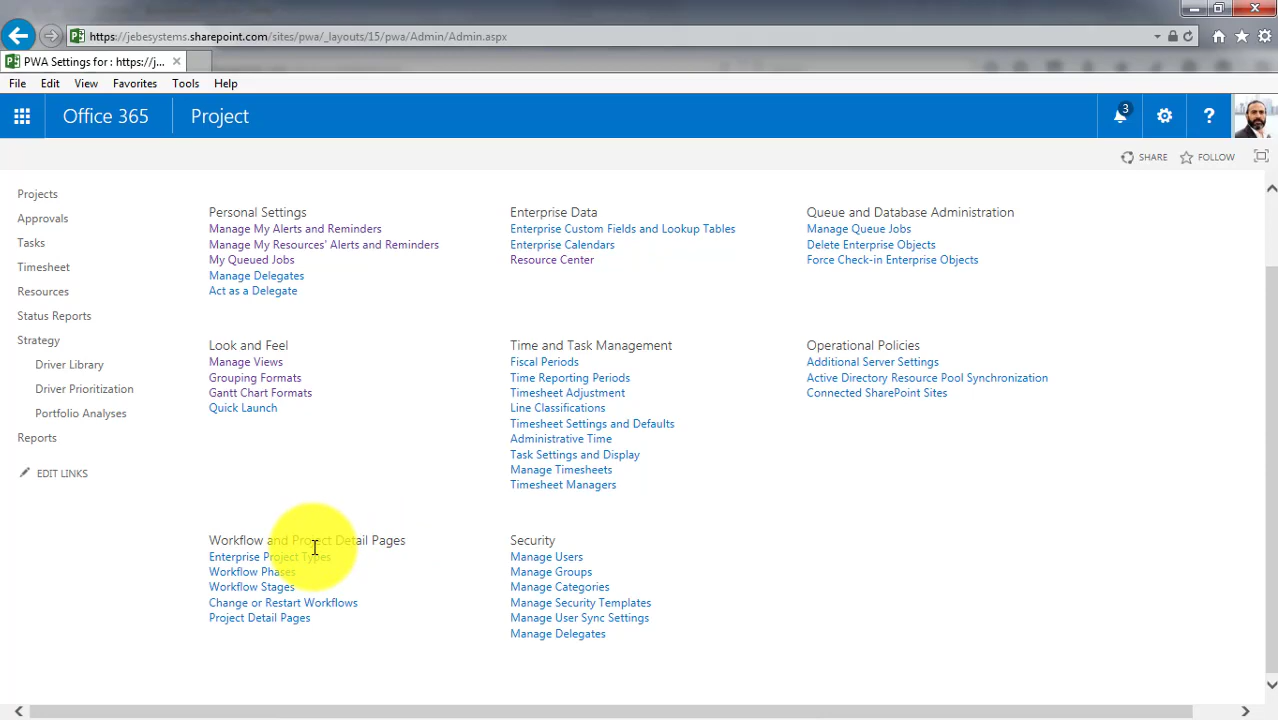 https://jebesystems.sharepoint.com/sites/pwa/_layouts/15/pwa/Admin/Admin.aspx
PWA Settings for : https://j...
File Edit View Favorites Tools Help
Office 365 Project 3
SHARE FOLLOW
Projects
Approvals
Tasks
Timesheet
Resources
Status Reports
Strategy
Driver Library
Driver Prioritization
Portfolio Analyses
Reports
EDIT LINKS
Personal Settings
Manage My Alerts and Reminders
Manage My Resources' Alerts and Reminders
My Queued Jobs
Manage Delegates
Act as a Delegate
Enterprise Data
Enterprise Custom Fields and Lookup Tables
Enterprise Calendars
Resource Center
Queue and Database Administration
Manage Queue Jobs
Delete Enterprise Objects
Force Check-in Enterprise Objects
Look and Feel
Manage Views
Grouping Formats
Gantt Chart Formats
Quick Launch
Time and Task Management
Fiscal Periods
Time Reporting Periods
Timesheet Adjustment
Line Classifications
Timesheet Settings and Defaults
Administrative Time
Task Settings and Display
Manage Timesheets
Timesheet Managers
Operational Policies
Additional Server Settings
Active Directory Resource Pool Synchronization
Connected SharePoint Sites
Workflow and Project Detail Pages
Enterprise Project Types
Workflow Phases
Workflow Stages
Change or Restart Workflows
Project Detail Pages
Security
Manage Users
Manage Groups
Manage Categories
Manage Security Templates
Manage User Sync Settings
Manage Delegates